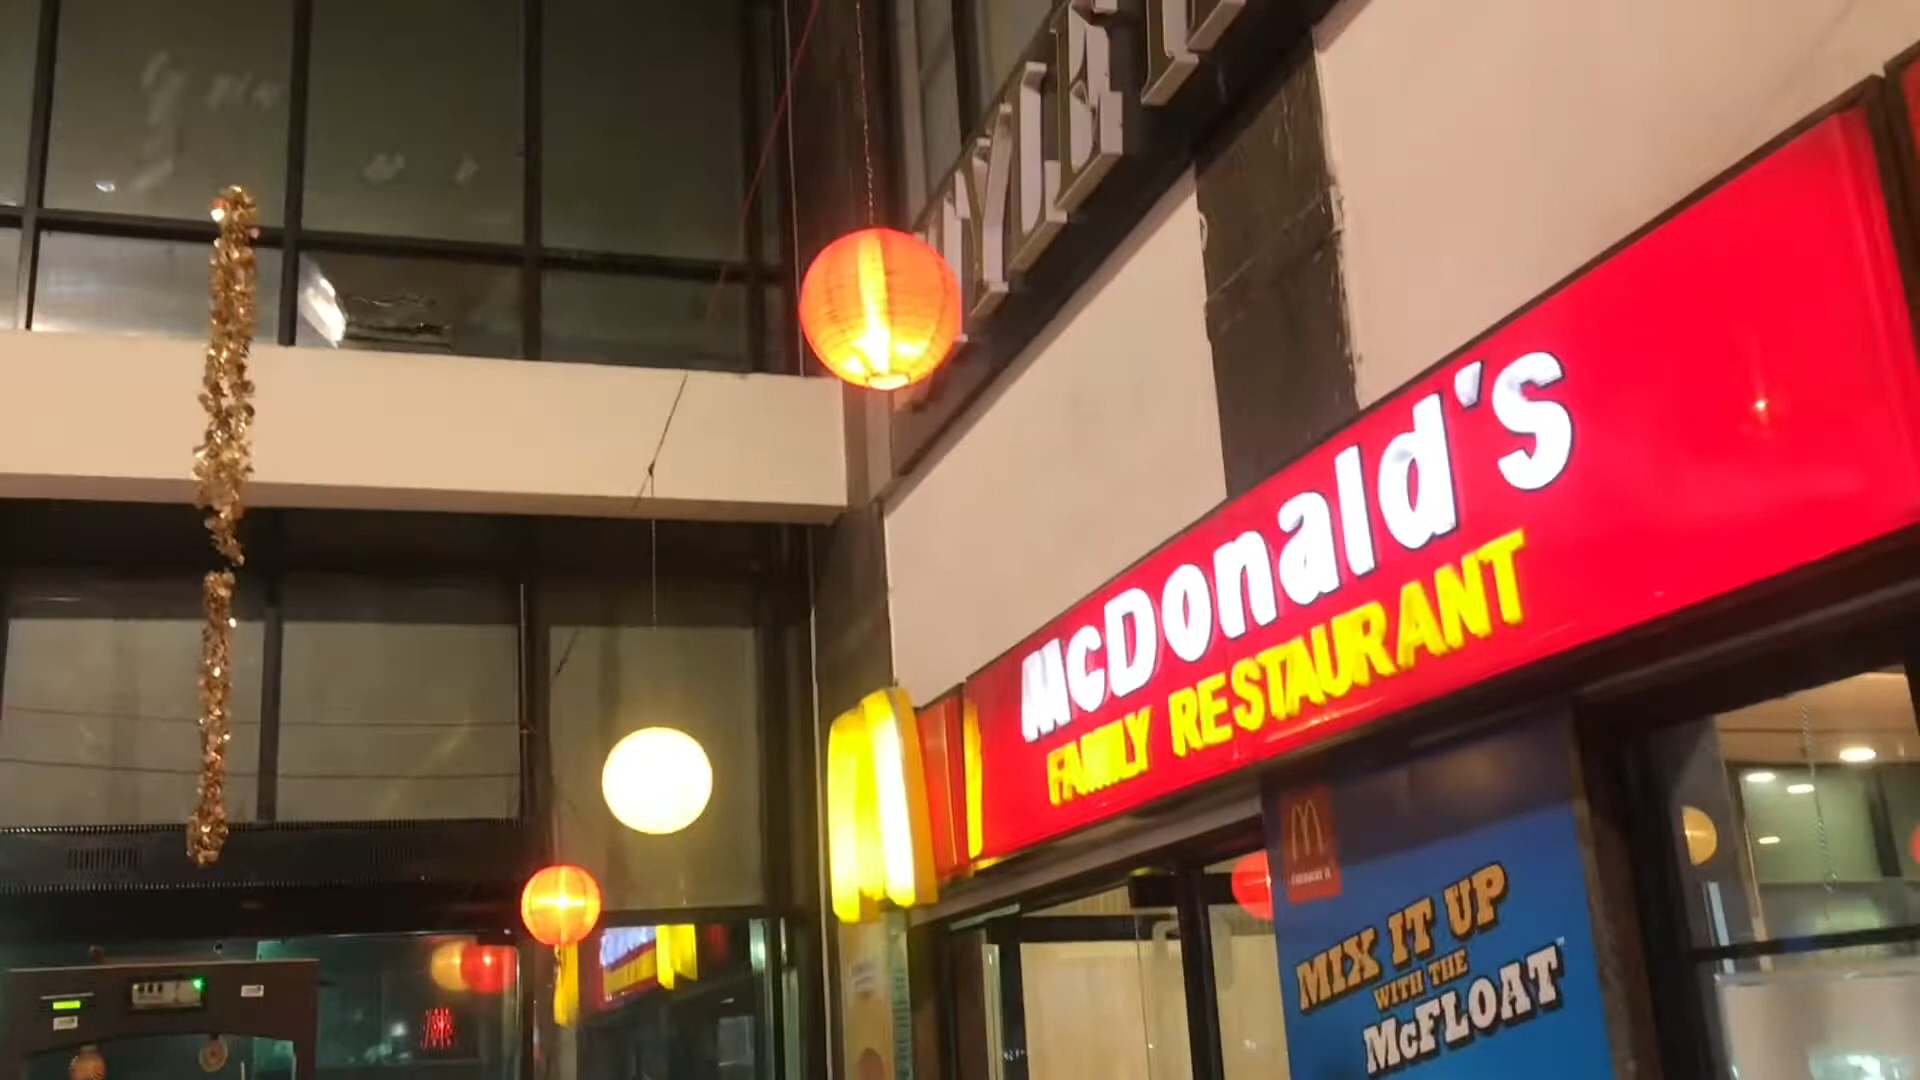 McDonald's
FAMILY RESTAURANT
MIX IT UP
WITH THE
McFLOAT